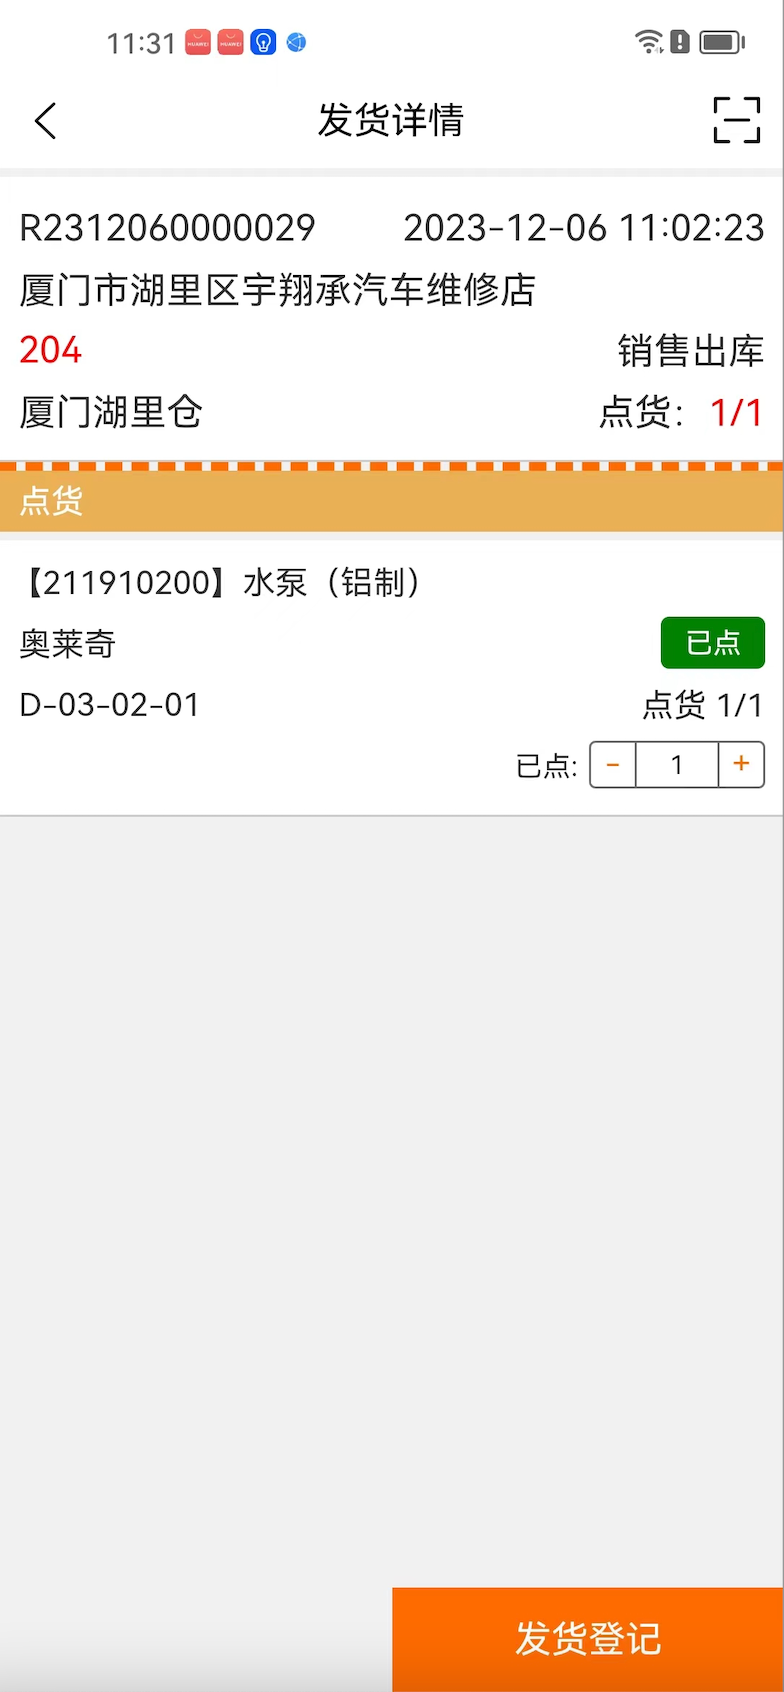 11:31
HUAWEI HUAWEI
发货详情
R2312060000029 2023-12-06 11:02:23
厦门市湖里区宇翔承汽车维修店
204 销售出库
厦门湖里仓 点货： 1/1
点货
【211910200】水泵（铝制）
奥莱奇 已点
D-03-02-01 点货 1/1
已点: - 1 +
发货登记